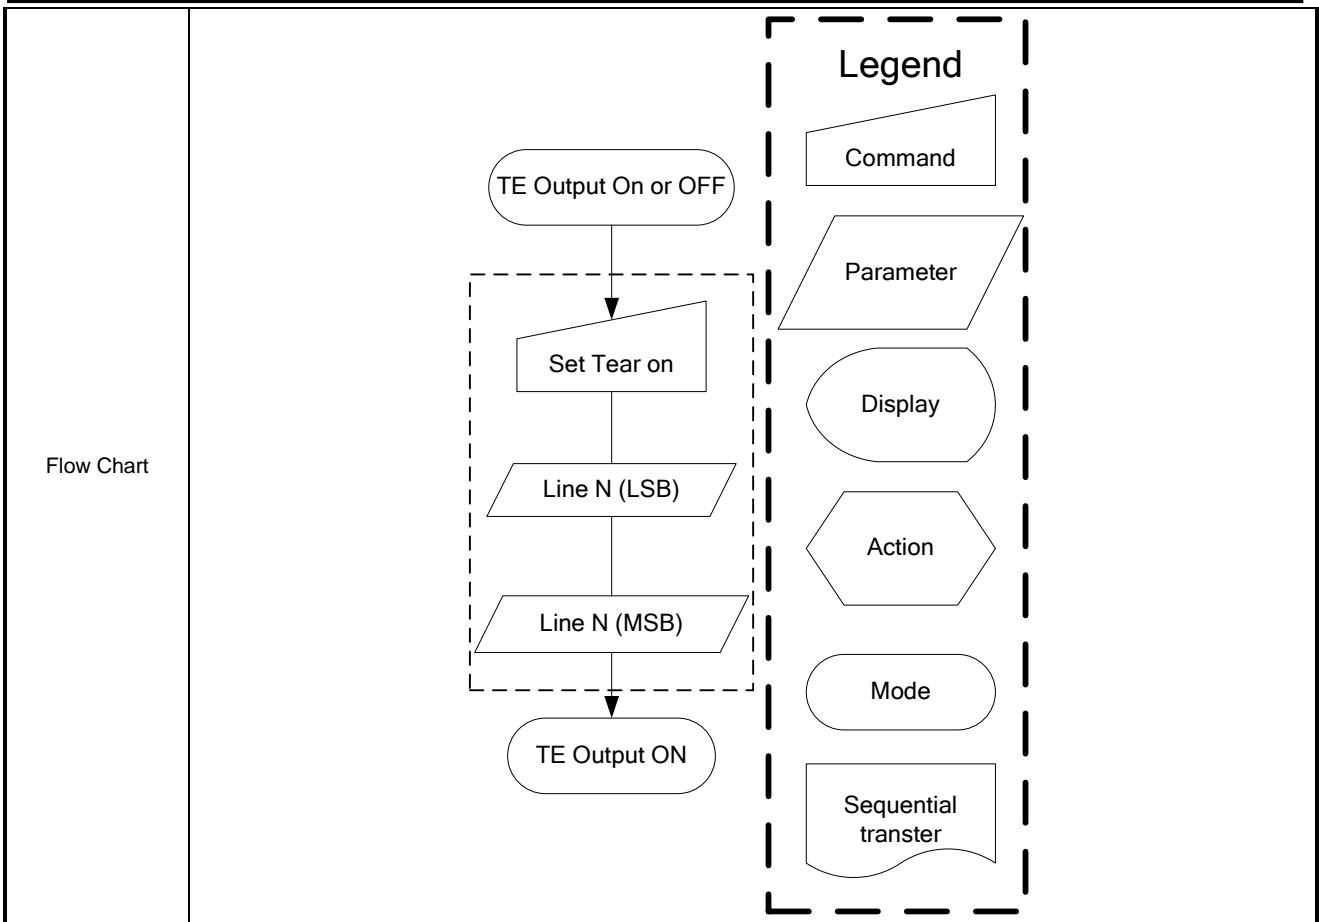 Flow Chart
TE Output On or OFF
Set Tear on
Line N (LSB)
Line N (MSB)
TE Output ON
Legend
Command
Parameter
Display
Action
Mode
Sequential
transter